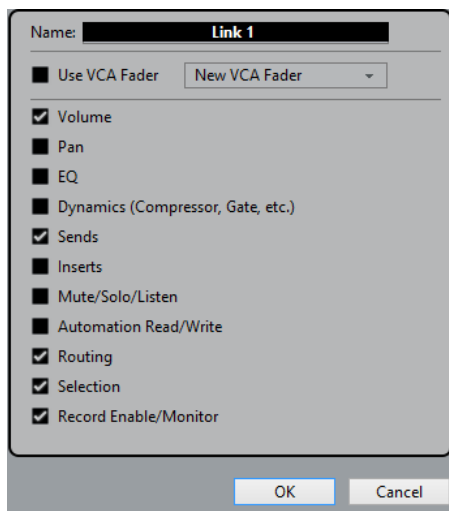 Name: Link 1
Use VCA Fader New VCA Fader
Volume
Pan
EQ
Dynamics (Compressor, Gate, etc.)
Sends
Inserts
Mute/Solo/Listen
Automation Read/Write
Routing
Selection
Record Enable/Monitor
OK Cancel